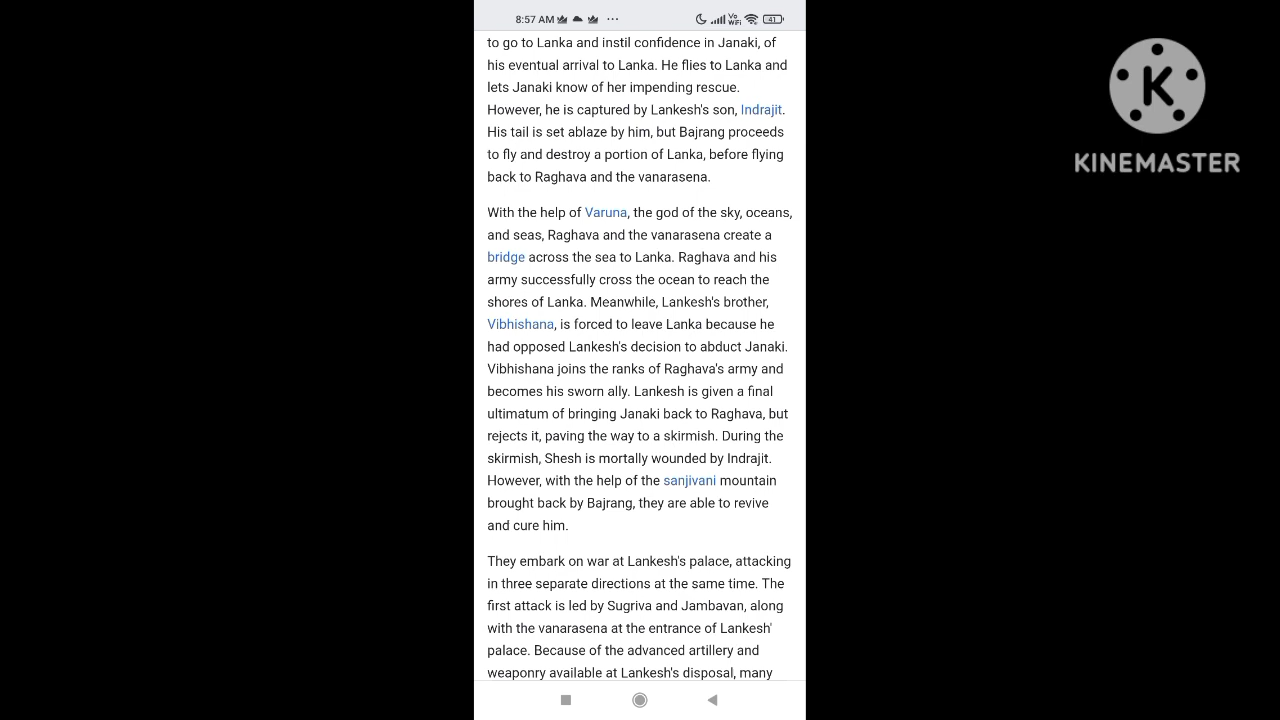 8:57 AM
Vo WiFi
41
to go to Lanka and instil confidence in Janaki, of
his eventual arrival to Lanka. He flies to Lanka and
lets Janaki know of her impending rescue.
However, he is captured by Lankesh's son, Indrajit.
His tail is set ablaze by him, but Bajrang proceeds
to fly and destroy a portion of Lanka, before flying
back to Raghava and the vanarasena.
With the help of Varuna, the god of the sky, oceans,
and seas, Raghava and the vanarasena create a
bridge across the sea to Lanka. Raghava and his
army successfully cross the ocean to reach the
shores of Lanka. Meanwhile, Lankesh's brother,
Vibhishana, is forced to leave Lanka because he
had opposed Lankesh's decision to abduct Janaki.
Vibhishana joins the ranks of Raghava's army and
becomes his sworn ally. Lankesh is given a final
ultimatum of bringing Janaki back to Raghava, but
rejects it, paving the way to a skirmish. During the
skirmish, Shesh is mortally wounded by Indrajit.
However, with the help of the sanjivani mountain
brought back by Bajrang, they are able to revive
and cure him.
They embark on war at Lankesh's palace, attacking
in three separate directions at the same time. The
first attack is led by Sugriva and Jambavan, along
with the vanarasena at the entrance of Lankesh'
palace. Because of the advanced artillery and
weaponry available at Lankesh's disposal, many
K
KINEMASTER